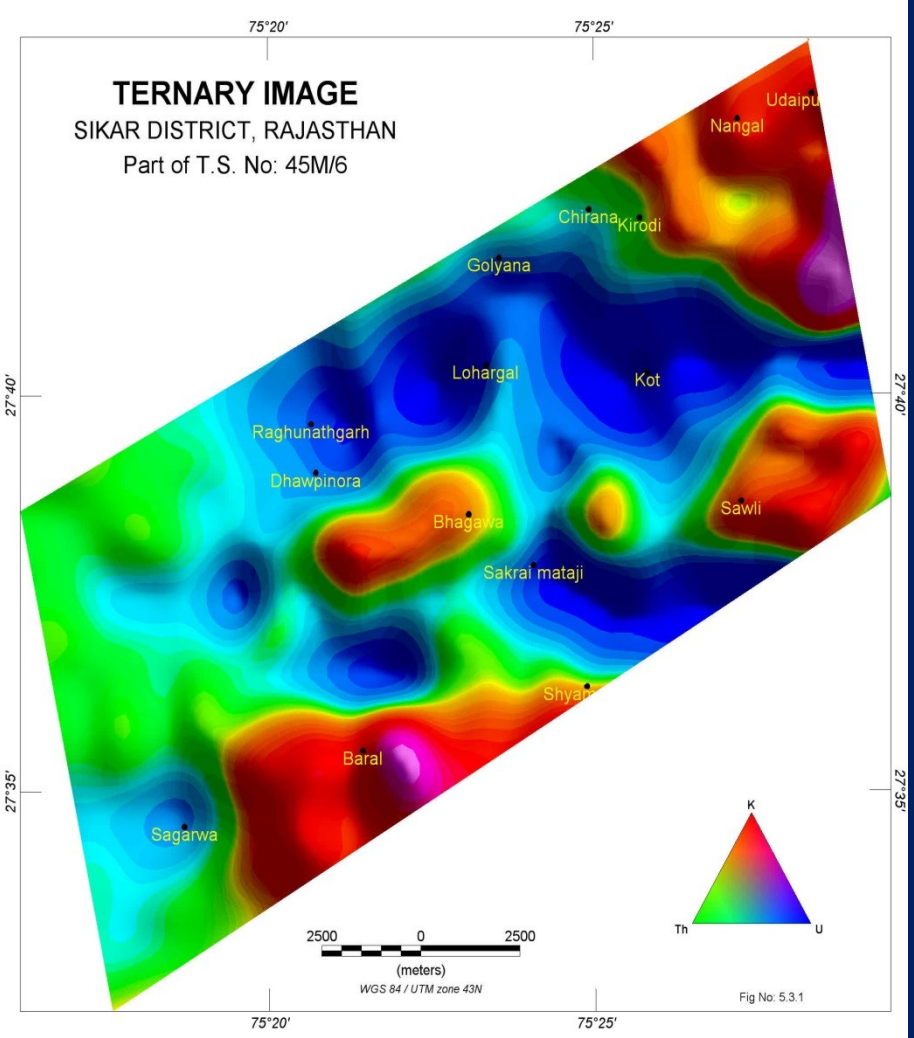 75°20'
75°25'
TERNARY IMAGE
SIKAR DISTRICT, RAJASTHAN
Part of T.S. No: 45M/6
Udaipu
Nangal
Chirana
Kirodi
Golyana
Lohargal
Kot
27°40'
27°40'
Raghunathgarh
Dhawpinora
Bhagawa
Sawli
Sakrai mataji
Shyam
Baral
27°35'
27°35'
Sagarwa
K
Th
U
2500 0 2500
(meters)
WGS 84 / UTM zone 43N
Fig No: 5.3.1
75°20'
75°25'